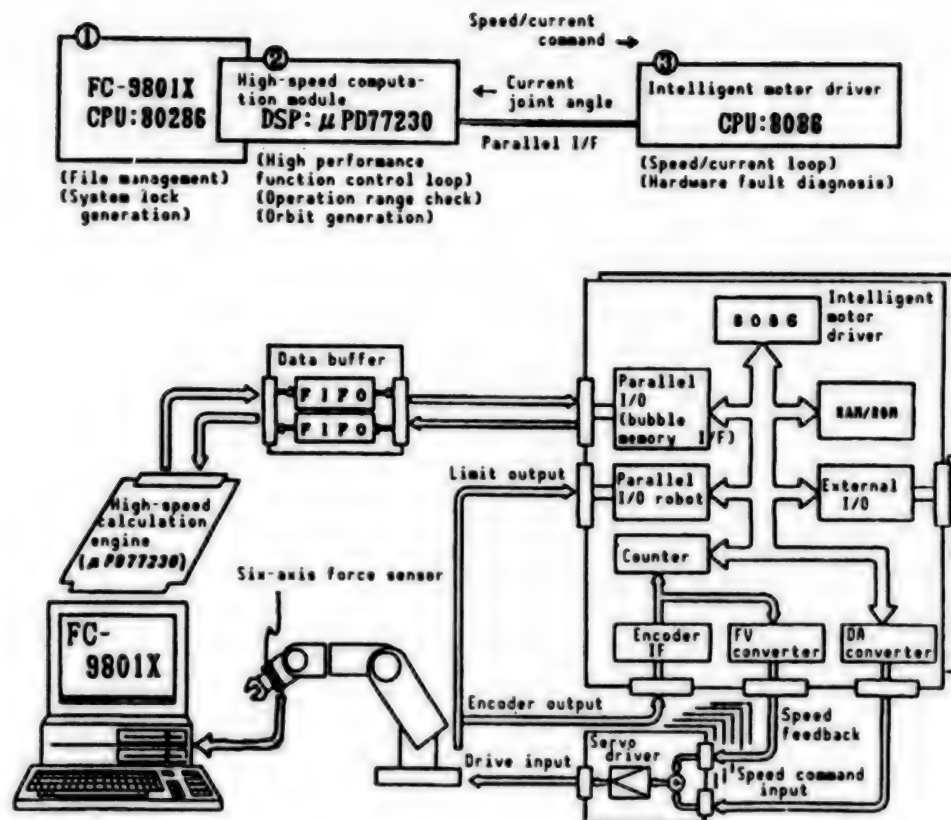 Speed/current
command →
①
FC-9801X
CPU:80286
(File management)
(System lock
generation)
②
High-speed computa-
tion module
DSP: μPD77230
(High performance
function control loop)
(Operation range check)
(Orbit generation)
← Current
joint angle
Parallel I/F
③
Intelligent motor driver
CPU:8086
(Speed/current loop)
(Hardware fault diagnosis)
Data buffer
FIFO
FIFO
8086
Intelligent
motor
driver
Parallel
I/O
(bubble
memory I/F)
RAM/ROM
Limit output
Parallel
I/O robot
External
I/O
High-speed
calculation
engine
(μPD77230)
Counter
Six-axis force sensor
FC-
9801X
Encoder
IF
FV
converter
DA
converter
Encoder output
Speed
feedback
Servo
driver
Drive input
Speed command
input